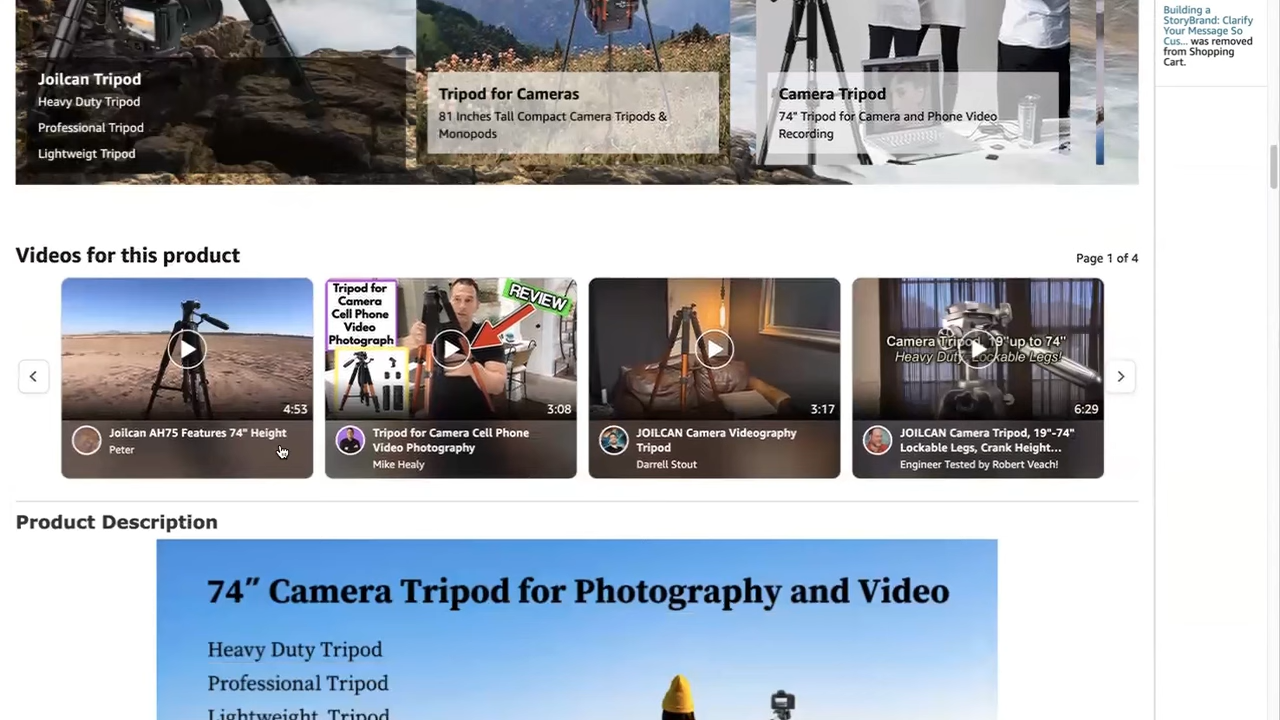 Building a
StoryBrand: Clarify
Your Message So
Cus... was removed
from Shopping
Cart.
Joilcan Tripod
Heavy Duty Tripod
Professional Tripod
Lightweigt Tripod
Tripod for Cameras
81 Inches Tall Compact Camera Tripods &
Monopods
Camera Tripod
74" Tripod for Camera and Phone Video
Recording
Videos for this product
Page 1 of 4
4:53
Joilcan AH75 Features 74" Height
Peter
Tripod for
Camera
Cell Phone
Video
Photograph
REVIEW
3:08
Tripod for Camera Cell Phone
Video Photography
Mike Healy
3:17
JOILCAN Camera Videography
Tripod
Darrell Stout
Camera Tripod, 19"up to 74"
Heavy Duty, Lockable Legs!
6:29
JOILCAN Camera Tripod, 19"-74"
Lockable Legs, Crank Height...
Engineer Tested by Robert Veach!
Product Description
74″ Camera Tripod for Photography and Video
Heavy Duty Tripod
Professional Tripod
Lightweight Tripod